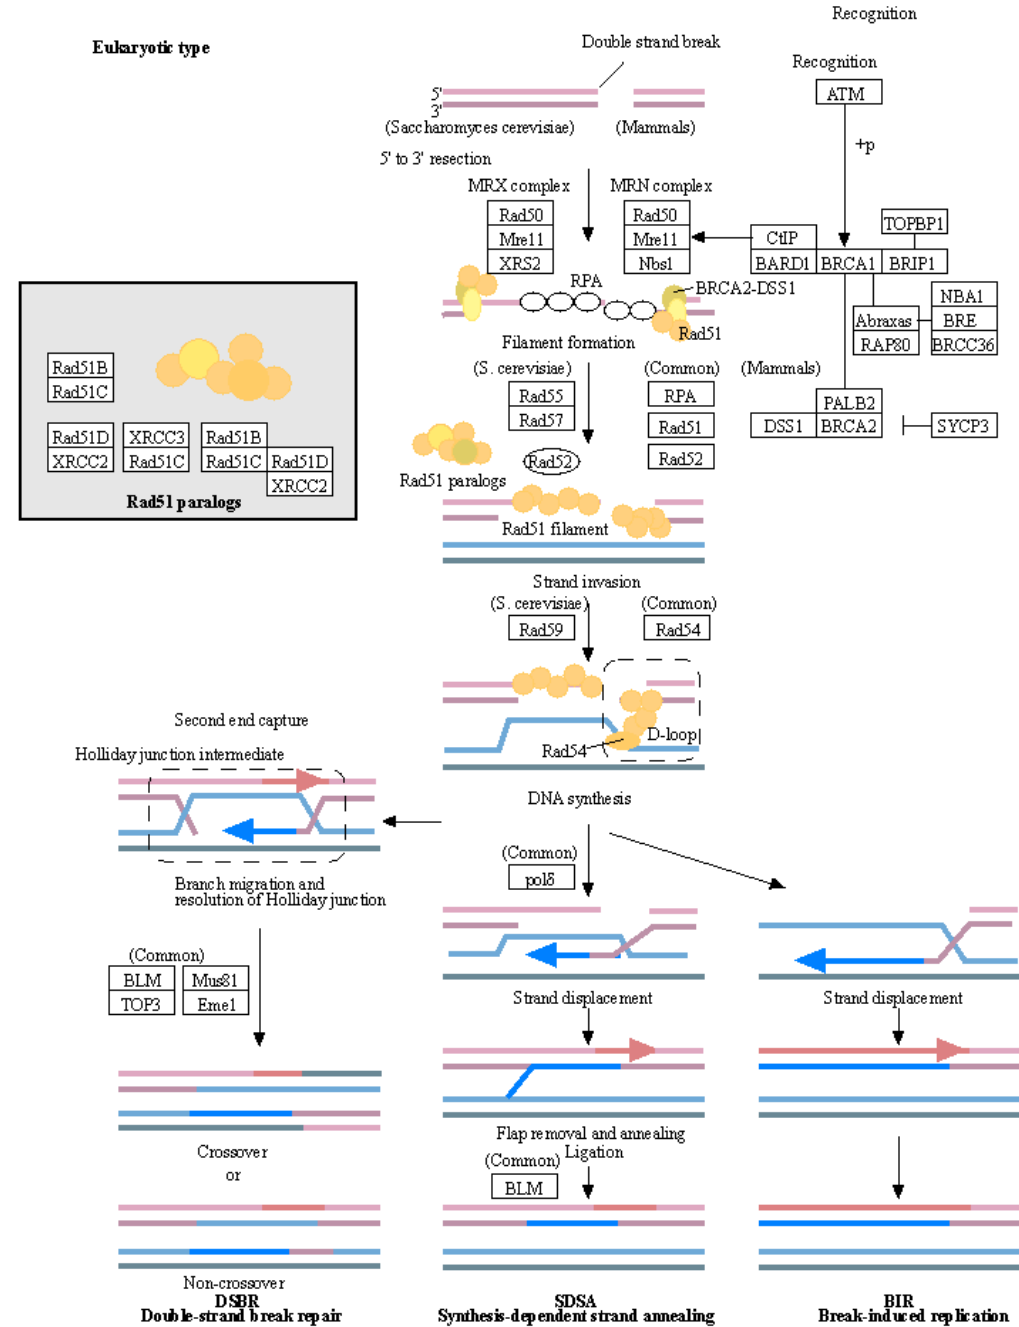 Recognition
Eukaryotic type
Double strand break
Recognition
5'
3'
ATM
(Saccharomyces cerevisiae)
(Mammals)
+p
5' to 3' resection
MRX complex
MRN complex
Rad50
Mre11
XRS2
Rad50
Mre11
Nbs1
CtIP
TOPBP1
BARD1
BRCA1
BRIP1
RPA
BRCA2-DSS1
Rad51
NBA1
Abraxas
BRE
RAP80
BRCC36
Filament formation
(S. cerevisiae)
(Common)
(Mammals)
Rad55
Rad57
RPA
Rad51
Rad52
PALB2
DSS1
BRCA2
SYCP3
Rad52
Rad51 paralogs
Rad51B
Rad51C
Rad51D
XRCC2
XRCC3
Rad51C
Rad51B
Rad51C
Rad51D
XRCC2
Rad51 paralogs
Rad51 filament
Strand invasion
(S. cerevisiae)
(Common)
Rad59
Rad54
D-loop
Rad54
Second end capture
Holliday junction intermediate
DNA synthesis
(Common)
polδ
Branch migration and
resolution of Holliday junction
(Common)
BLM
TOP3
Mus81
Eme1
Strand displacement
Strand displacement
Crossover
or
Flap removal and annealing
Ligation
(Common)
BLM
Non-crossover
DSBR
Double-strand break repair
SDSA
Synthesis-dependent strand annealing
BIR
Break-induced replication